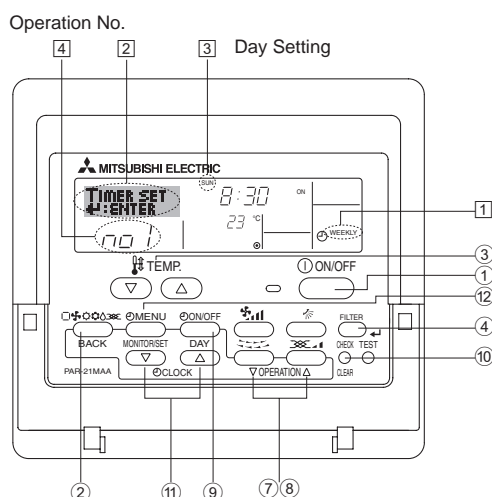 Operation No.
4 2 3 Day Setting
MITSUBISHI ELECTRIC
TIMER SET
↵:ENTER
SUN
8:30
ON
23 °C
no 1
WEEKLY
1
TEMP.
ON/OFF
③
①
⑫
MENU
ON/OFF
FILTER
④
BACK
MONITOR/SET
DAY
CHECK TEST
⑩
PAR-21MAA
CLOCK
▽ OPERATION △
CLEAR
② ⑪ ⑨ ⑦ ⑧